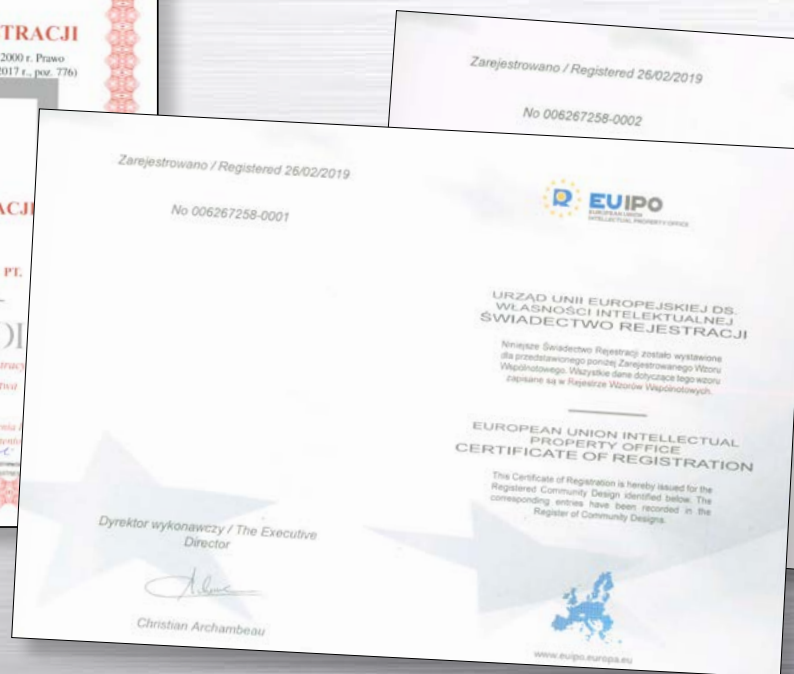 TRACJI
2000 r. Prawo
2017 r., poz. 776)
ACJI
PT.
Zarejestrowano / Registered 26/02/2019
No 006267258-0002
Zarejestrowano / Registered 26/02/2019
No 006267258-0001
Dyrektor wykonawczy / The Executive
Director
Christian Archambeau
EUIPO
EUROPEAN UNION
INTELLECTUAL PROPERTY OFFICE
URZĄD UNII EUROPEJSKIEJ DS.
WŁASNOŚCI INTELEKTUALNEJ
ŚWIADECTWO REJESTRACJI
Niniejsze Świadectwo Rejestracji zostało wystawione
dla przedstawionego poniżej Zarejestrowanego Wzoru
Wspólnotowego. Wszystkie dane dotyczące tego wzoru
zapisane są w Rejestrze Wzorów Wspólnotowych.
EUROPEAN UNION INTELLECTUAL
PROPERTY OFFICE
CERTIFICATE OF REGISTRATION
This Certificate of Registration is hereby issued for the
Registered Community Design identified below. The
corresponding entries have been recorded in the
Register of Community Designs.
www.euipo.europa.eu